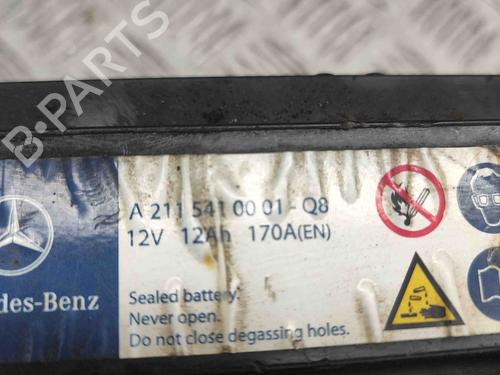 B-PARTS
A 211 541 00 01 - Q8
12V 12Ah 170A(EN)
des-Benz
Sealed battery.
Never open.
Do not close degassing holes.